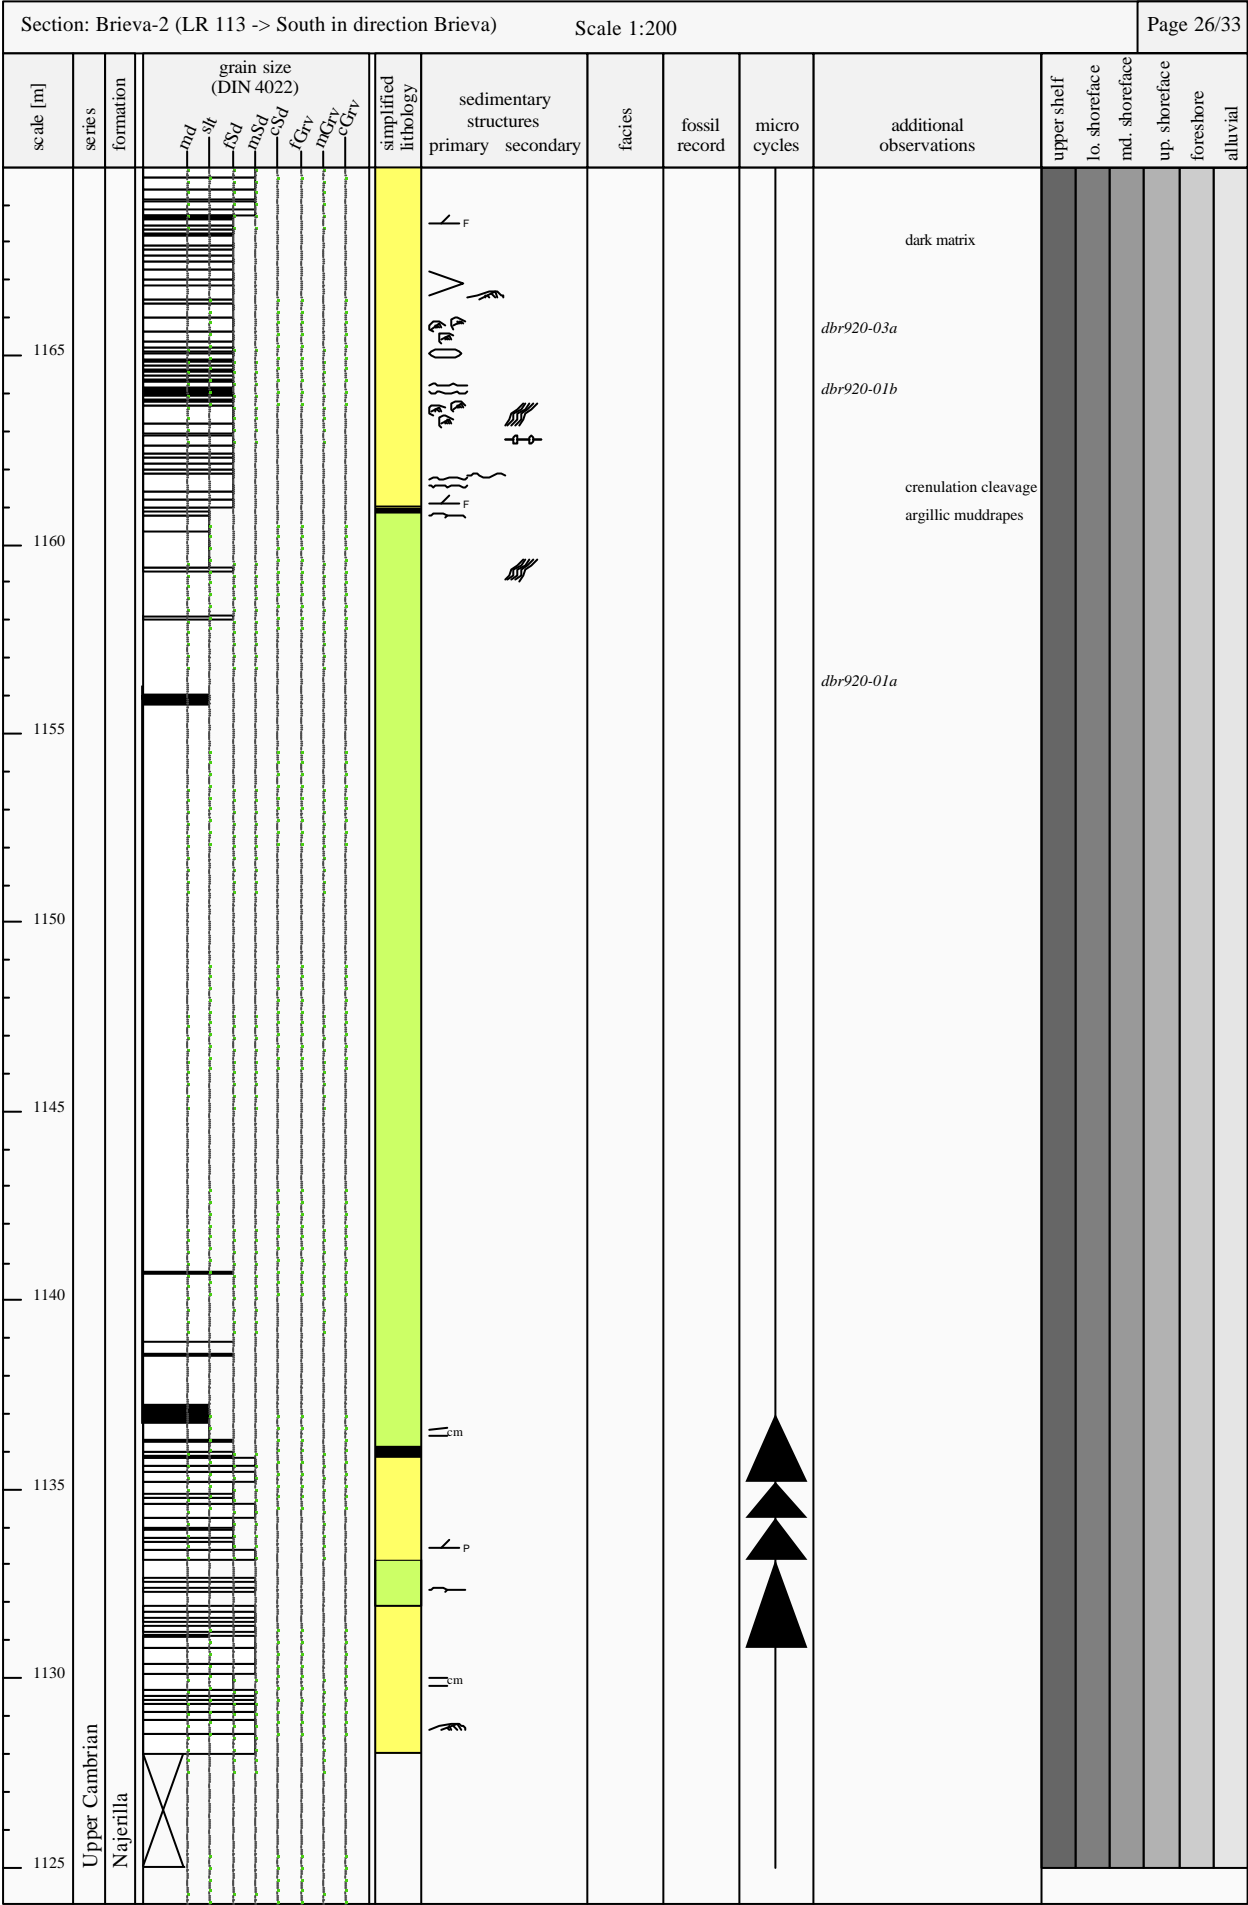 Section: Brieva-2 (LR 113 -> South in direction Brieva)
Scale 1:200
Page 26/33
scale [m]
series
formation
grain size
(DIN 4022)
md
slt
fSd
mSd
cSd
fGrv
mGrv
cGrv
simplified
lithology
sedimentary
structures
primary secondary
facies
fossil
record
micro
cycles
additional
observations
upper shelf
lo. shoreface
md. shoreface
up. shoreface
foreshore
alluvial
F
dark matrix
dbr920-03a
1165
dbr920-01b
crenulation cleavage
F
argillic muddrapes
1160
dbr920-01a
1155
1150
1145
1140
cm
1135
P
1130
cm
Upper Cambrian
Najerilla
1125